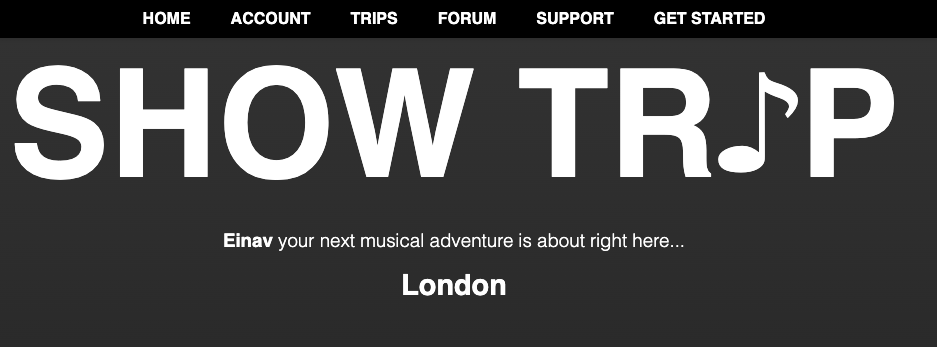 HOME ACCOUNT TRIPS FORUM SUPPORT GET STARTED
SHOW TR♪P
Einav your next musical adventure is about right here...
London